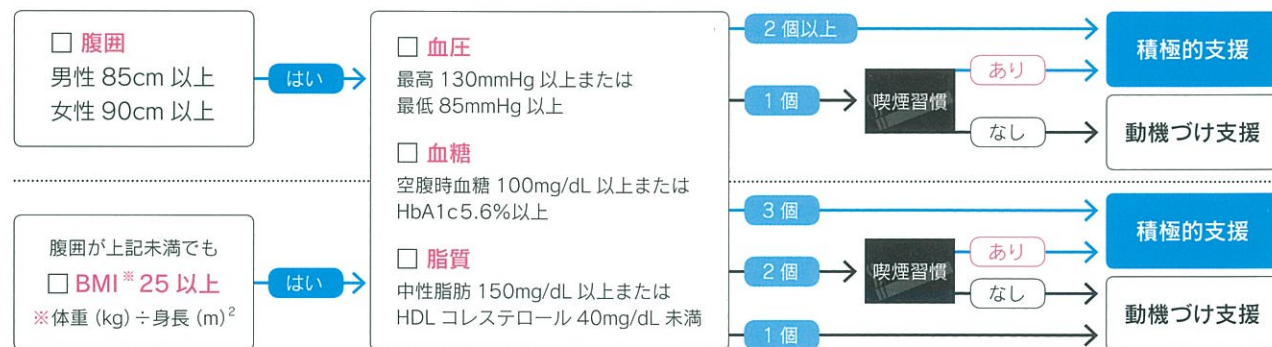 □ 腹囲
男性 85cm 以上
女性 90cm 以上
はい
腹囲が上記未満でも
□ BMI※ 25 以上
※体重（kg）÷身長（m）²
はい
□ 血圧
最高 130mmHg 以上または
最低 85mmHg 以上
□ 血糖
空腹時血糖 100mg/dL 以上または
HbA1c5.6%以上
□ 脂質
中性脂肪 150mg/dL 以上または
HDL コレステロール 40mg/dL 未満
2 個以上
1 個
喫煙習慣
あり
なし
積極的支援
動機づけ支援
3 個
2 個
喫煙習慣
あり
なし
1 個
積極的支援
動機づけ支援